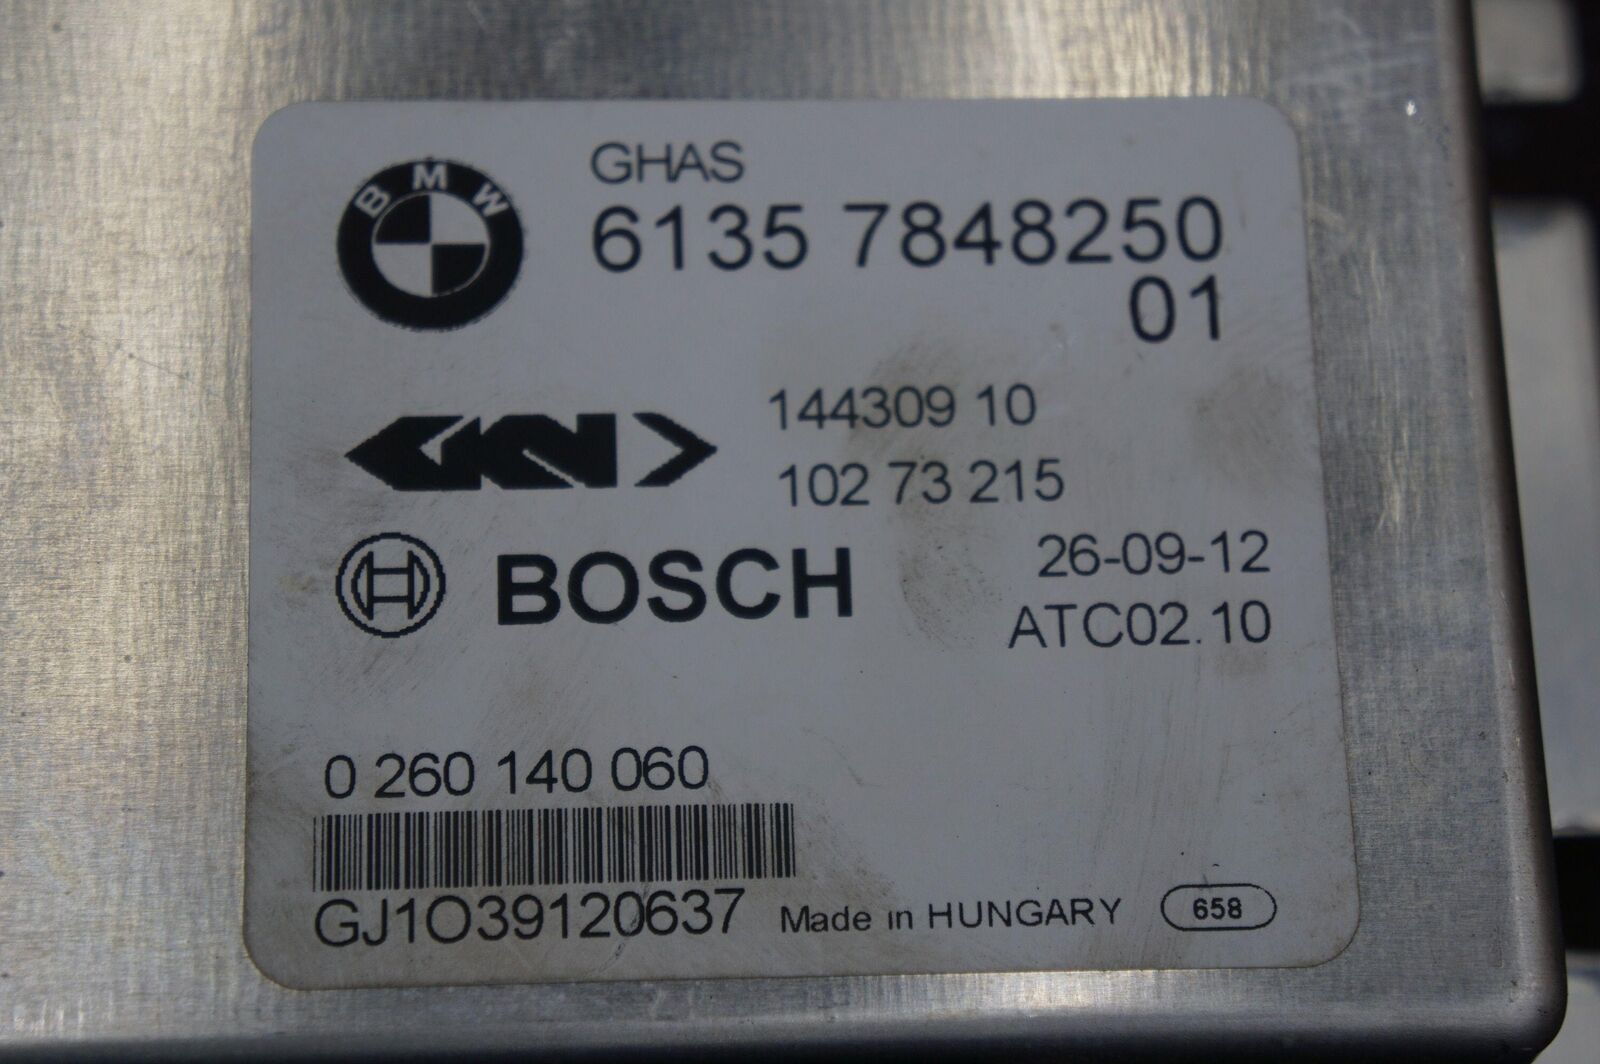 BMW
GHAS
6135 7848250
01
GKN
144309 10
102 73 215
BOSCH
26-09-12
ATC02.10
0 260 140 060
GJ1O39120637
Made in HUNGARY
658